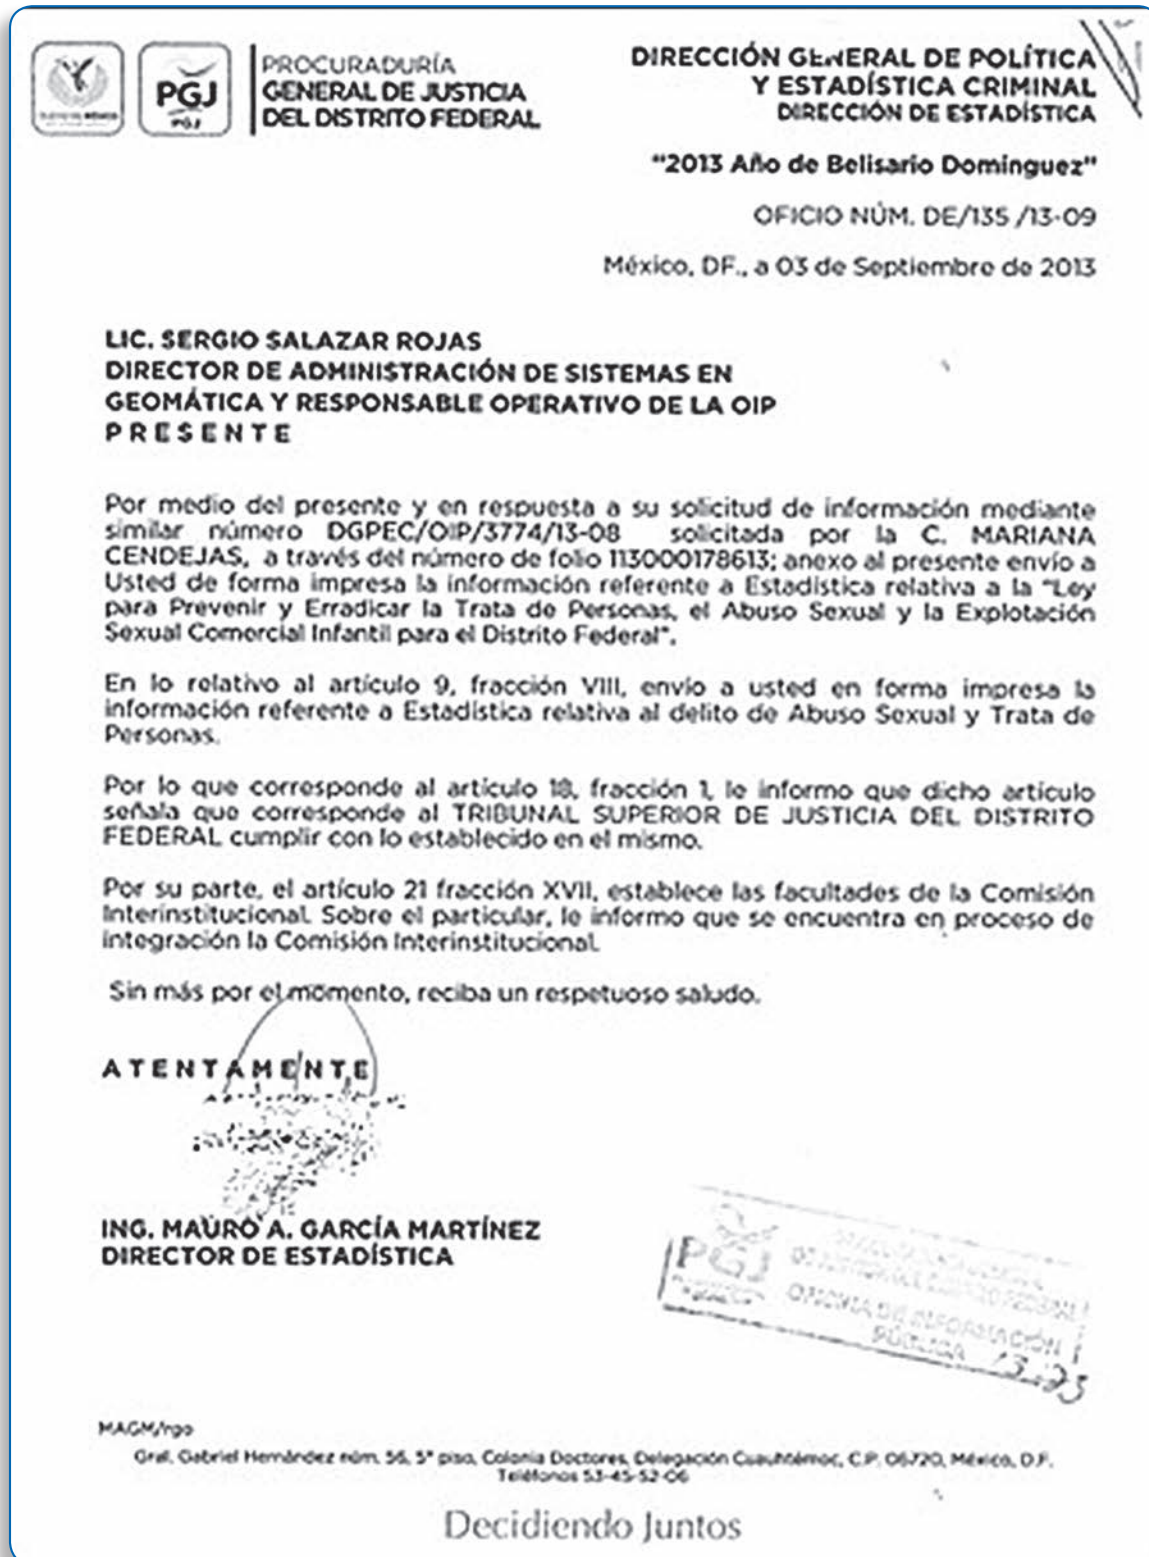 PGJ
PGJ
PROCURADURÍA
GENERAL DE JUSTICIA
DEL DISTRITO FEDERAL
DIRECCIÓN GENERAL DE POLÍTICA
Y ESTADÍSTICA CRIMINAL
DIRECCIÓN DE ESTADÍSTICA
"2013 Año de Belisario Domínguez"
OFICIO NÚM. DE/135 /13-09
México, DF., a 03 de Septiembre de 2013
LIC. SERGIO SALAZAR ROJAS
DIRECTOR DE ADMINISTRACIÓN DE SISTEMAS EN
GEOMÁTICA Y RESPONSABLE OPERATIVO DE LA OIP
P R E S E N T E
Por medio del presente y en respuesta a su solicitud de información mediante
similar número DGPEC/OIP/3774/13-08 solicitada por la C. MARIANA
CENDEJAS, a través del número de folio 113000178613; anexo al presente envío a
Usted de forma impresa la información referente a Estadística relativa a la "Ley
para Prevenir y Erradicar la Trata de Personas, el Abuso Sexual y la Explotación
Sexual Comercial Infantil para el Distrito Federal".
En lo relativo al artículo 9, fracción VIII, envío a usted en forma impresa la
información referente a Estadística relativa al delito de Abuso Sexual y Trata de
Personas.
Por lo que corresponde al artículo 18, fracción 1, le informo que dicho artículo
señala que corresponde al TRIBUNAL SUPERIOR DE JUSTICIA DEL DISTRITO
FEDERAL cumplir con lo establecido en el mismo.
Por su parte, el artículo 21 fracción XVII, establece las facultades de la Comisión
Interinstitucional. Sobre el particular, le informo que se encuentra en proceso de
integración la Comisión Interinstitucional.
Sin más por el momento, reciba un respetuoso saludo.
A T E N T A M E N T E
ING. MAURO A. GARCÍA MARTÍNEZ
DIRECTOR DE ESTADÍSTICA
PGJ
OFICINA DE INFORMACIÓN
PÚBLICA 13:25
MAGM/rgo
Gral. Gabriel Hernández núm. 56, 5° piso, Colonia Doctores, Delegación Cuauhtémoc, C.P. 06720, México, D.F.
Teléfonos 53-45-52-06
Decidiendo Juntos